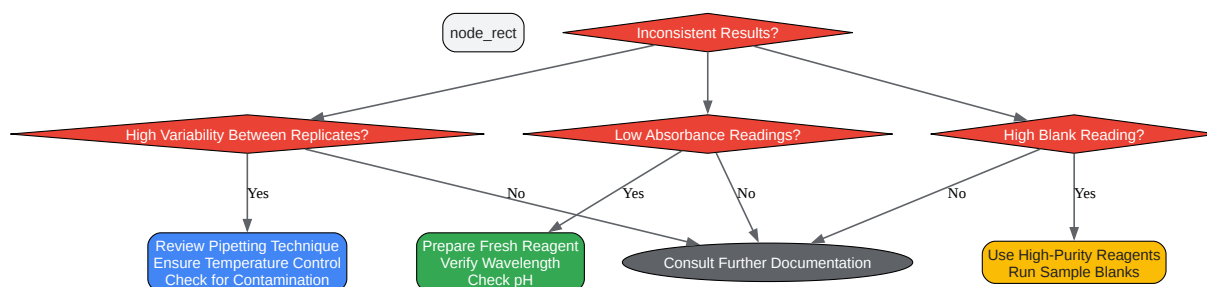 node_rect
Inconsistent Results?
High Variability Between Replicates?
Low Absorbance Readings?
High Blank Reading?
Yes
No
Yes
No
No
Yes
Review Pipetting Technique
Ensure Temperature Control
Check for Contamination
Prepare Fresh Reagent
Verify Wavelength
Check pH
Consult Further Documentation
Use High-Purity Reagents
Run Sample Blanks